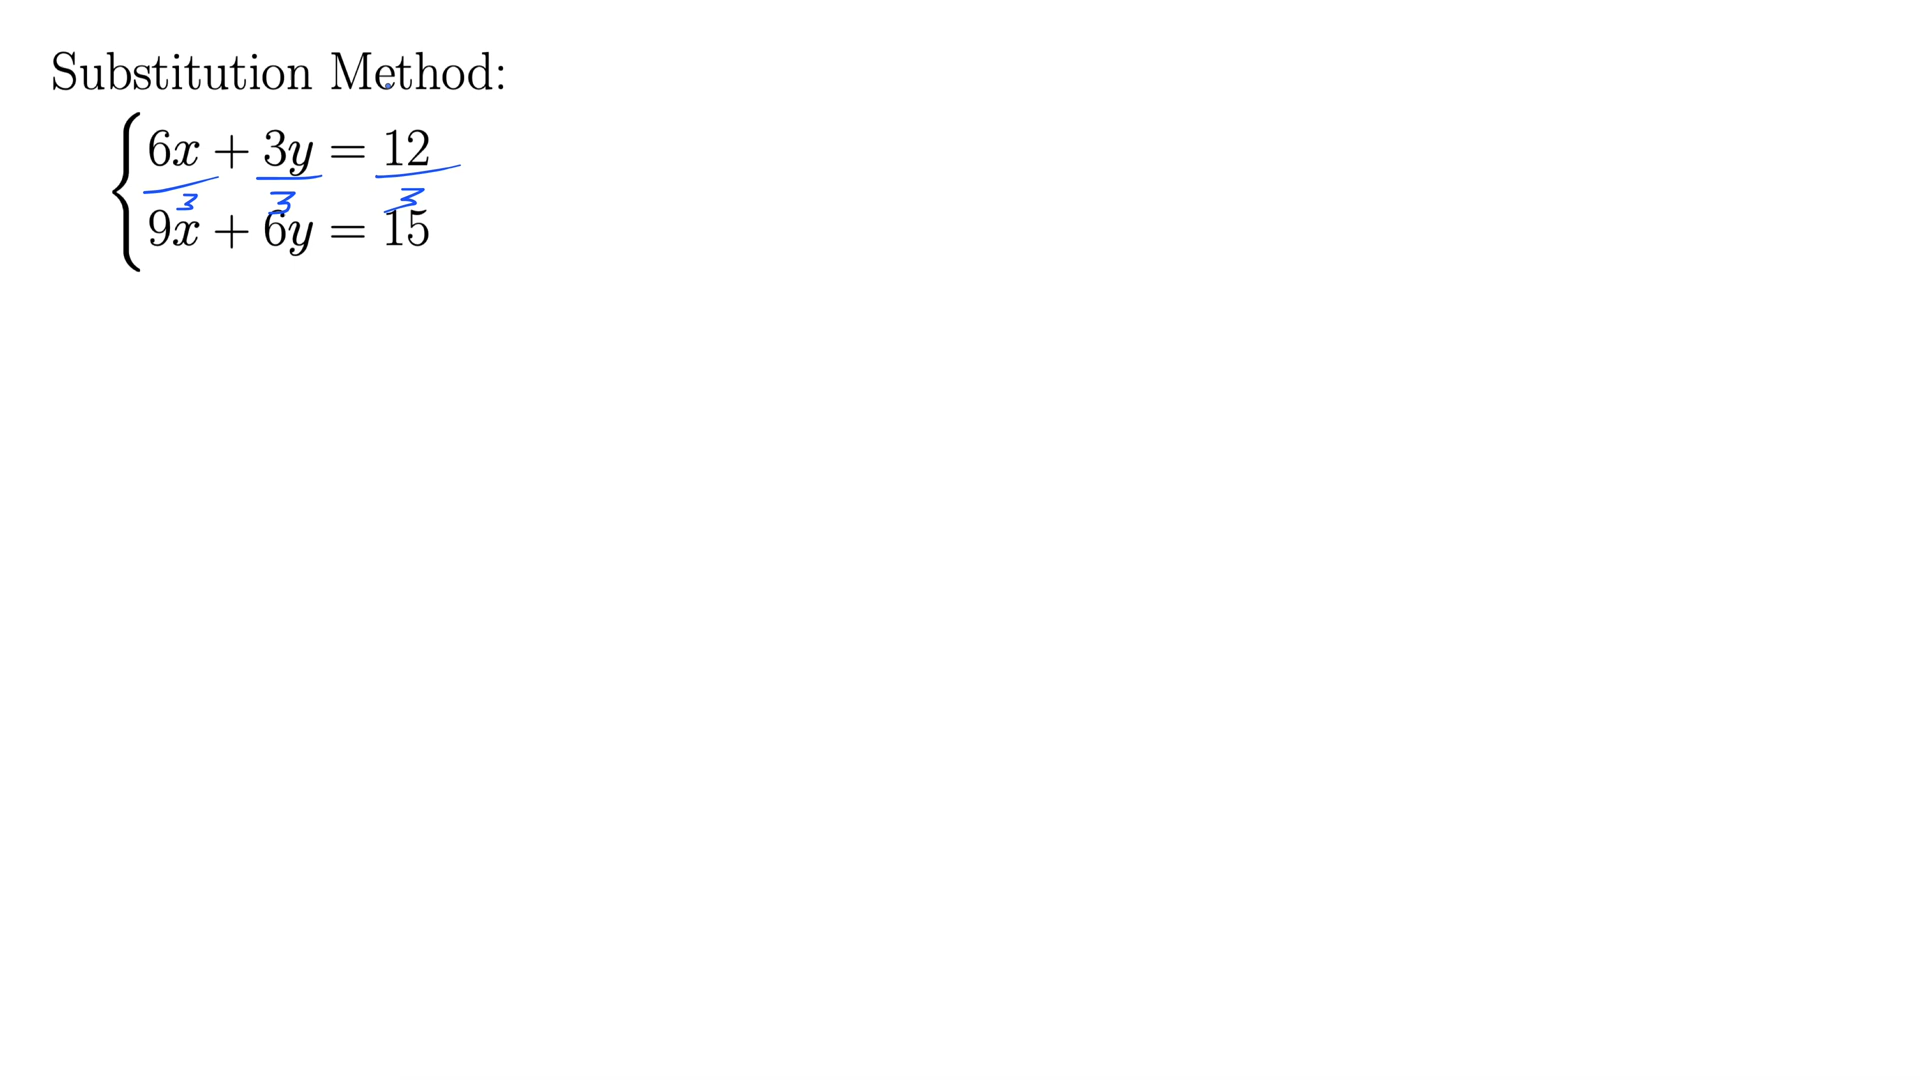 Substitution Method:
6x + 3y = 12
3 3 3
9x + 6y = 15